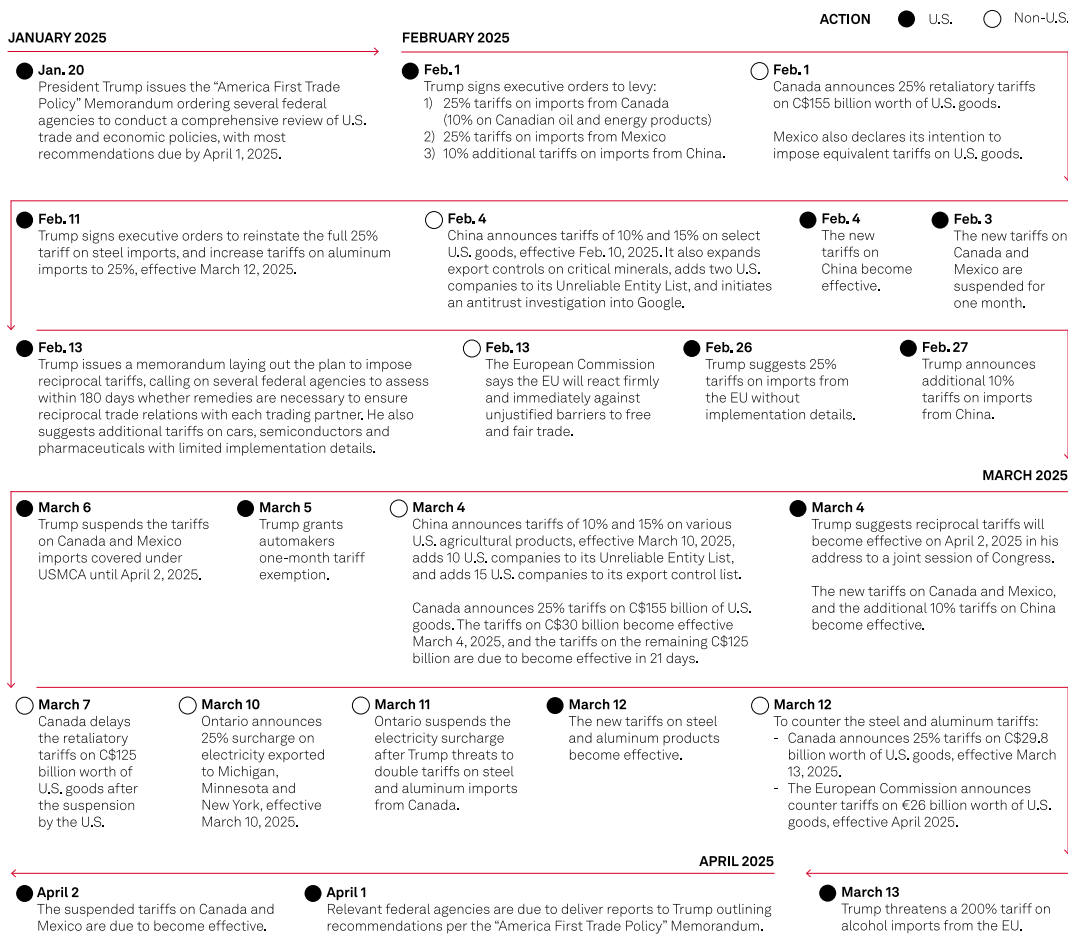 ACTION
U.S.
Non-U.S.
JANUARY 2025
Jan. 20
President Trump issues the “America First Trade
Policy” Memorandum ordering several federal
agencies to conduct a comprehensive review of U.S.
trade and economic policies, with most
recommendations due by April 1, 2025.
FEBRUARY 2025
Feb. 1
Trump signs executive orders to levy:
1) 25% tariffs on imports from Canada
(10% on Canadian oil and energy products)
2) 25% tariffs on imports from Mexico
3) 10% additional tariffs on imports from China.
Feb. 1
Canada announces 25% retaliatory tariffs
on C$155 billion worth of U.S. goods.
Mexico also declares its intention to
impose equivalent tariffs on U.S. goods.
Feb. 3
The new tariffs on
Canada and
Mexico are
suspended for
one month.
Feb. 4
The new
tariffs on
China become
effective.
Feb. 4
China announces tariffs of 10% and 15% on select
U.S. goods, effective Feb. 10, 2025. It also expands
export controls on critical minerals, adds two U.S.
companies to its Unreliable Entity List, and initiates
an antitrust investigation into Google.
Feb. 11
Trump signs executive orders to reinstate the full 25%
tariff on steel imports, and increase tariffs on aluminum
imports to 25%, effective March 12, 2025.
Feb. 13
Trump issues a memorandum laying out the plan to impose
reciprocal tariffs, calling on several federal agencies to assess
within 180 days whether remedies are necessary to ensure
reciprocal trade relations with each trading partner. He also
suggests additional tariffs on cars, semiconductors and
pharmaceuticals with limited implementation details.
Feb. 13
The European Commission
says the EU will react firmly
and immediately against
unjustified barriers to free
and fair trade.
Feb. 26
Trump suggests 25%
tariffs on imports from
the EU without
implementation details.
Feb. 27
Trump announces
additional 10%
tariffs on imports
from China.
MARCH 2025
March 4
Trump suggests reciprocal tariffs will
become effective on April 2, 2025 in his
address to a joint session of Congress.
The new tariffs on Canada and Mexico,
and the additional 10% tariffs on China
become effective.
March 4
China announces tariffs of 10% and 15% on various
U.S. agricultural products, effective March 10, 2025,
adds 10 U.S. companies to its Unreliable Entity List,
and adds 15 U.S. companies to its export control list.
Canada announces 25% tariffs on C$155 billion of U.S.
goods. The tariffs on C$30 billion become effective
March 4, 2025, and the tariffs on the remaining C$125
billion are due to become effective in 21 days.
March 5
Trump grants
automakers
one-month tariff
exemption.
March 6
Trump suspends the tariffs
on Canada and Mexico
imports covered under
USMCA until April 2, 2025.
March 7
Canada delays
the retaliatory
tariffs on C$125
billion worth of
U.S. goods after
the suspension
by the U.S.
March 10
Ontario announces
25% surcharge on
electricity exported
to Michigan,
Minnesota and
New York, effective
March 10, 2025.
March 11
Ontario suspends the
electricity surcharge
after Trump threats to
double tariffs on steel
and aluminum imports
from Canada.
March 12
The new tariffs on steel
and aluminum products
become effective.
March 12
To counter the steel and aluminum tariffs:
- Canada announces 25% tariffs on C$29.8
billion worth of U.S. goods, effective March
13, 2025.
- The European Commission announces
counter tariffs on €26 billion worth of U.S.
goods, effective April 2025.
March 13
Trump threatens a 200% tariff on
alcohol imports from the EU.
APRIL 2025
April 1
Relevant federal agencies are due to deliver reports to Trump outlining
recommendations per the “America First Trade Policy” Memorandum.
April 2
The suspended tariffs on Canada and
Mexico are due to become effective.